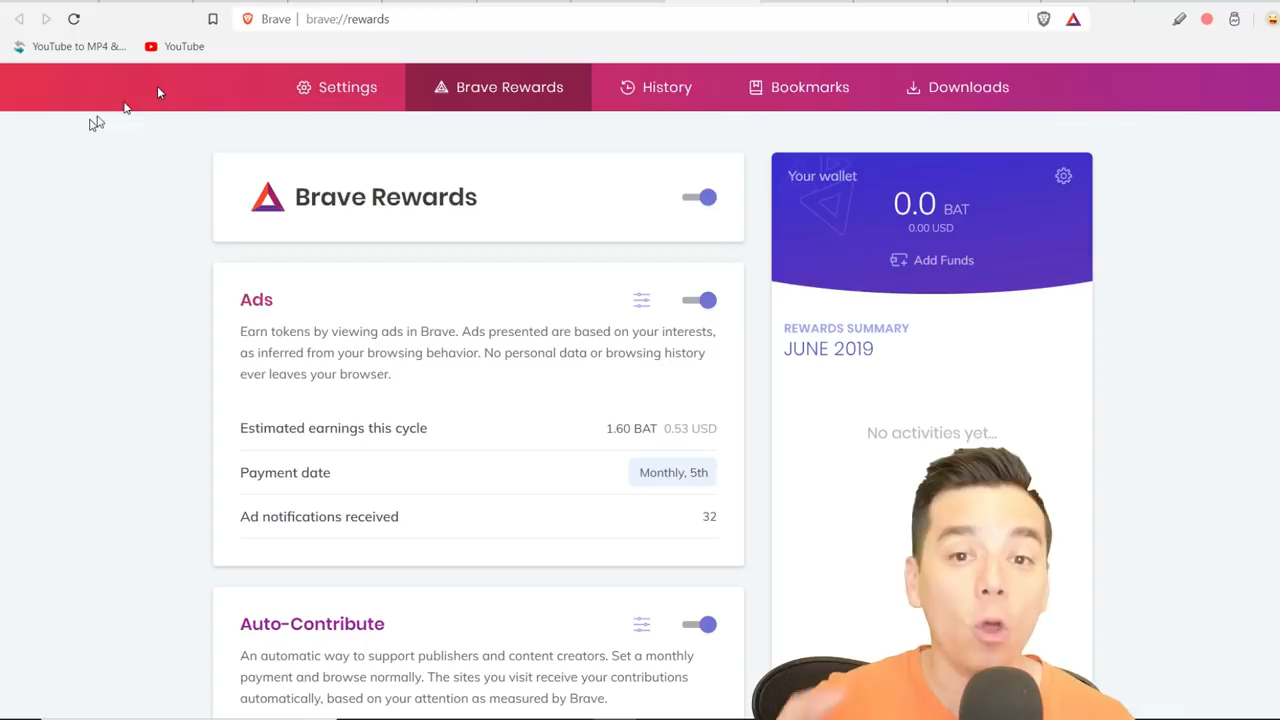 Brave
brave://rewards
YouTube to MP4 &...
YouTube
Settings
Brave Rewards
History
Bookmarks
Downloads
Brave Rewards
Ads
Earn tokens by viewing ads in Brave. Ads presented are based on your interests,
as inferred from your browsing behavior. No personal data or browsing history
ever leaves your browser.
Estimated earnings this cycle
1.60 BAT 0.53 USD
Payment date
Monthly, 5th
Ad notifications received
32
Auto-Contribute
An automatic way to support publishers and content creators. Set a monthly
payment and browse normally. The sites you visit receive your contributions
automatically, based on your attention as measured by Brave.
Your wallet
0.0 BAT
0.00 USD
Add Funds
REWARDS SUMMARY
JUNE 2019
No activities yet...